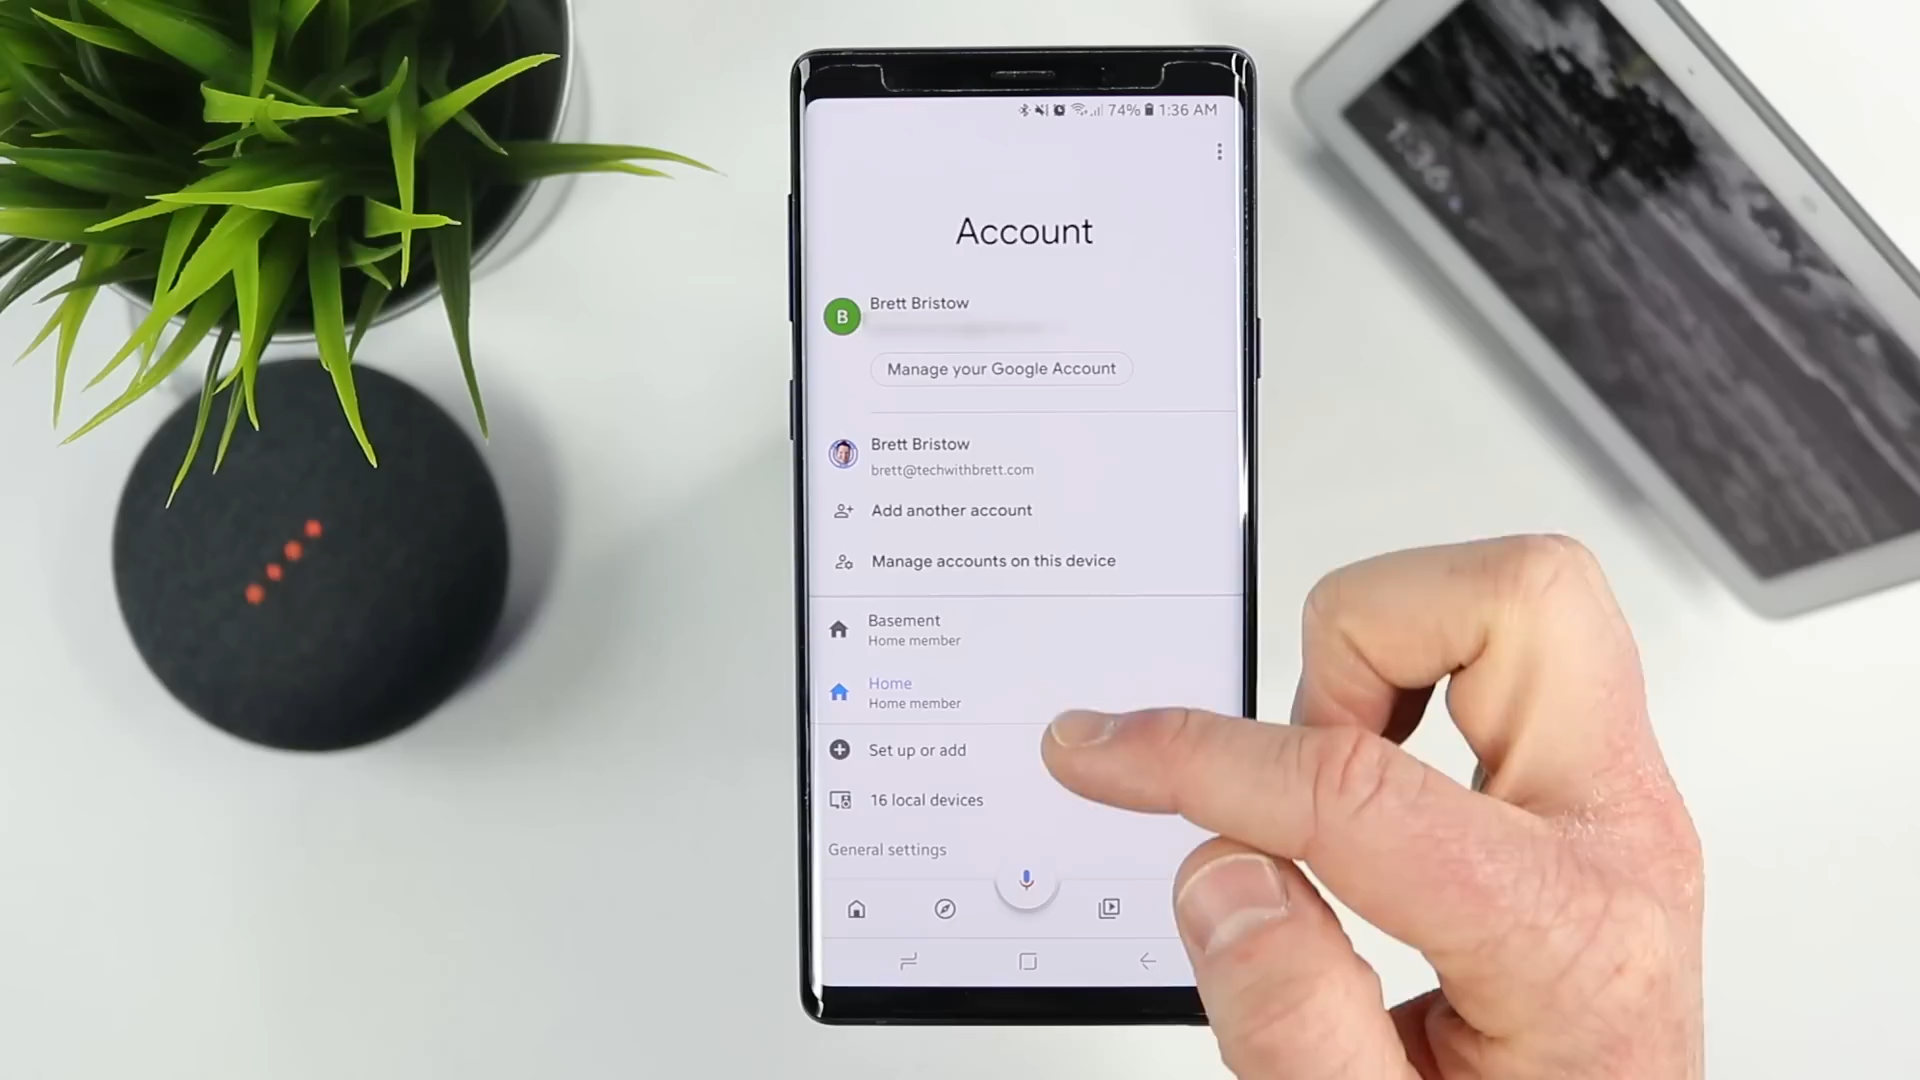 74% 1:36 AM
Account
B
Brett Bristow
Manage your Google Account
Brett Bristow
brett@techwithbrett.com
Add another account
Manage accounts on this device
Basement
Home member
Home
Home member
Set up or add
16 local devices
General settings
1:36